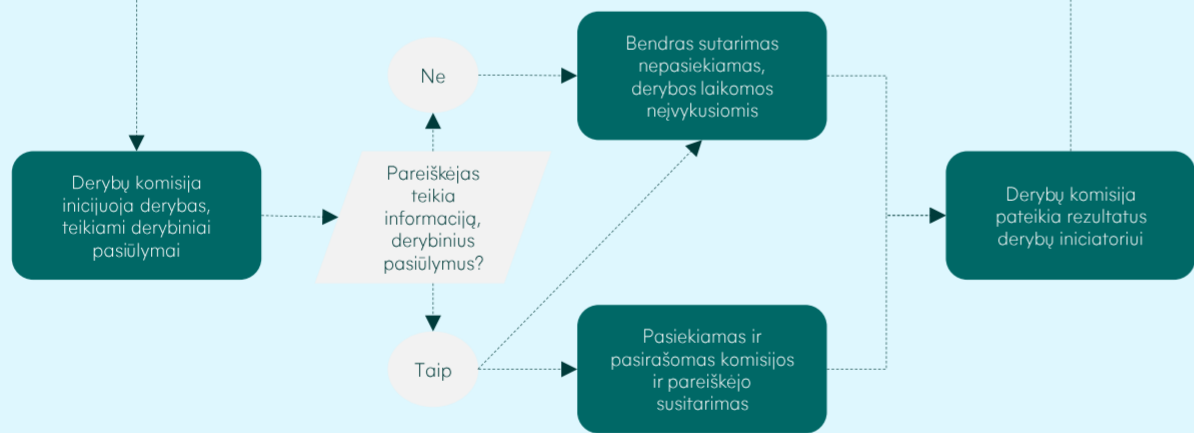 Derybų komisija
inicijuoja derybas,
teikiami derybiniai
pasiūlymai
Pareiškėjas
teikia
informaciją,
derybinius
pasiūlymus?
Ne
Bendras sutarimas
nepasiekiamas,
derybos laikomos
neįvykusiomis
Taip
Pasiekiamas ir
pasirašomas komisijos
ir pareiškėjo
susitarimas
Derybų komisija
pateikia rezultatus
derybų iniciatoriui